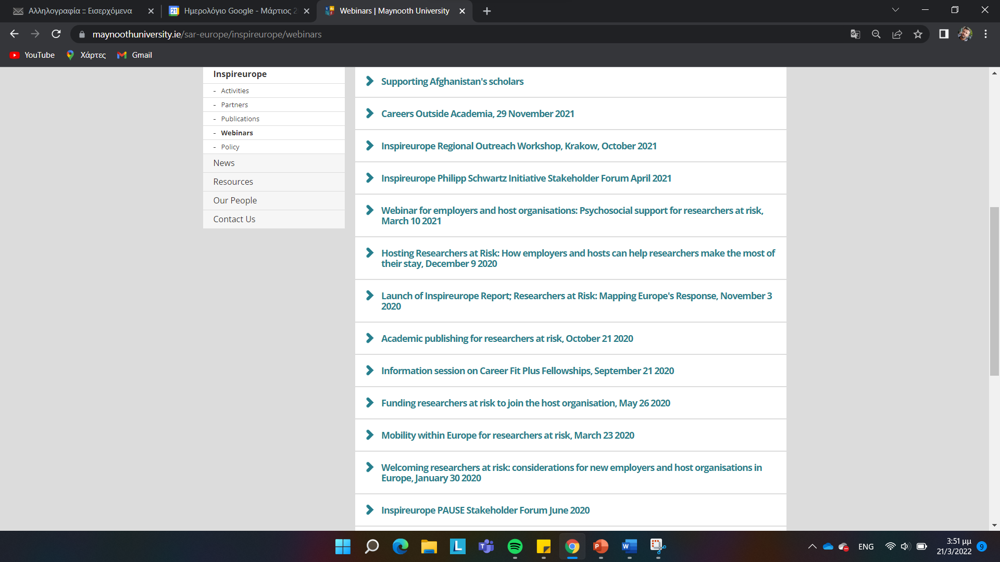 Αλληλογραφία :: Εισερχόμενα
21
Ημερολόγιο Google - Μάρτιος 2
Webinars | Maynooth University
maynoothuniversity.ie/sar-europe/inspireurope/webinars
YouTube
Χάρτες
Gmail
Inspireurope
- Activities
- Partners
- Publications
- Webinars
- Policy
News
Resources
Our People
Contact Us
Supporting Afghanistan's scholars
Careers Outside Academia, 29 November 2021
Inspireurope Regional Outreach Workshop, Krakow, October 2021
Inspireurope Philipp Schwartz Initiative Stakeholder Forum April 2021
Webinar for employers and host organisations: Psychosocial support for researchers at risk,
March 10 2021
Hosting Researchers at Risk: How employers and hosts can help researchers make the most of
their stay, December 9 2020
Launch of Inspireurope Report; Researchers at Risk: Mapping Europe's Response, November 3
2020
Academic publishing for researchers at risk, October 21 2020
Information session on Career Fit Plus Fellowships, September 21 2020
Funding researchers at risk to join the host organisation, May 26 2020
Mobility within Europe for researchers at risk, March 23 2020
Welcoming researchers at risk: considerations for new employers and host organisations in
Europe, January 30 2020
Inspireurope PAUSE Stakeholder Forum June 2020
L
T
P
W
ENG
3:51 μμ
21/3/2022
9